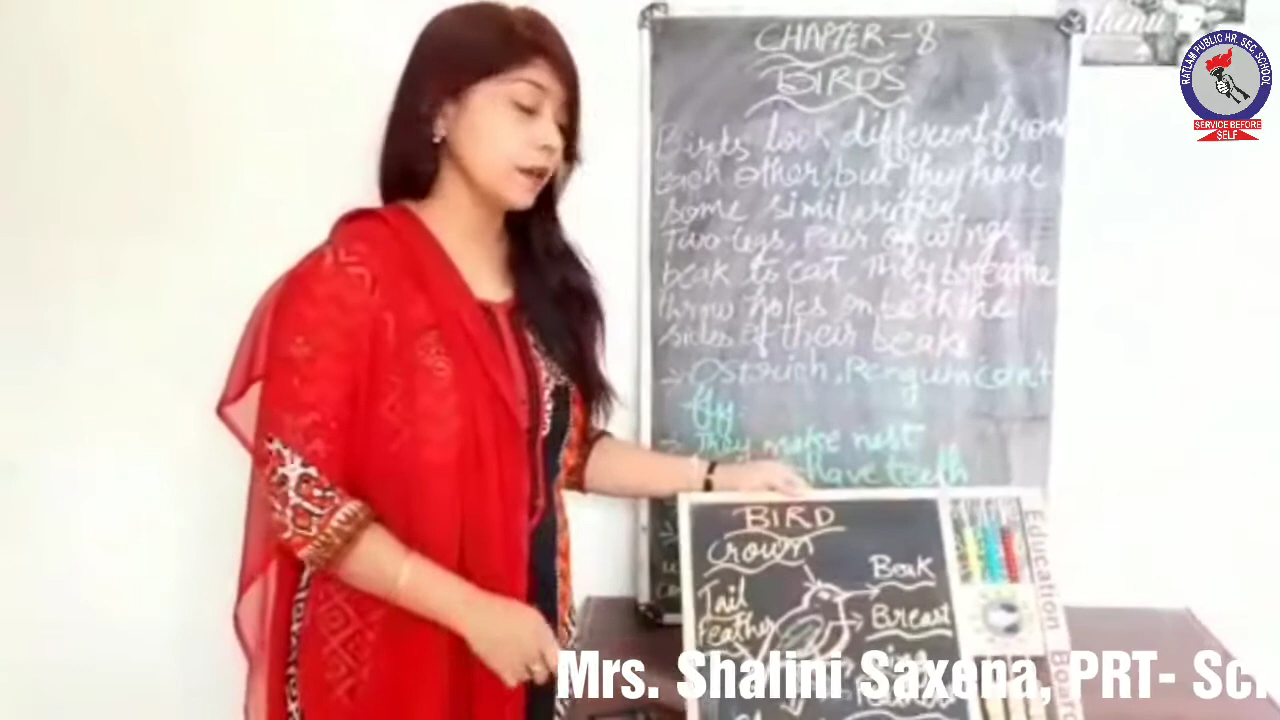 CHAPTER-8
BIRDS
Birds look different from
each other, but they have
some similarities
Two legs, Pair of wings,
beak to eat, They breathe
throw holes on both the
sides of their beak
→ Ostrich, Penguin can't
fly.
→ They make nest
have teeth
RATLAM PUBLIC HR. SEC. SCHOOL
SERVICE BEFORE
SELF
BIRD
Crown
Beak
Tail
Feather
Breast
Education Board
Mrs. Shalini Saxena, PRT- Sci